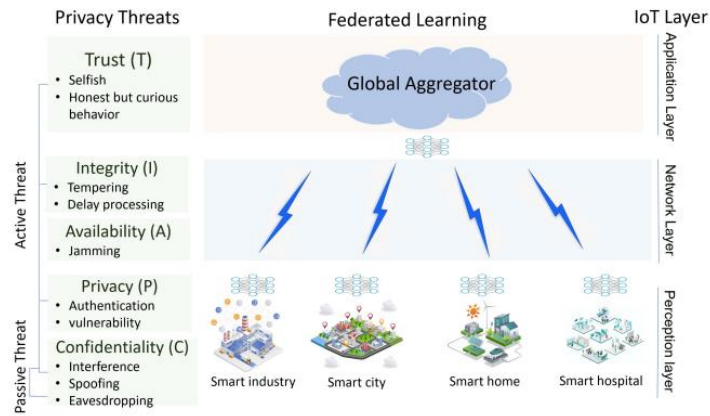 Privacy Threats
Federated Learning
IoT Layer
Trust (T)
• Selfish
• Honest but curious
behavior
Global Aggregator
Application Layer
Active Threat
Integrity (I)
• Tempering
• Delay processing
Availability (A)
• Jamming
Network Layer
Privacy (P)
• Authentication
• vulnerability
Passive Threat
Confidentiality (C)
• Interference
• Spoofing
• Eavesdropping
Smart industry
Smart city
Smart home
Smart hospital
Perception layer